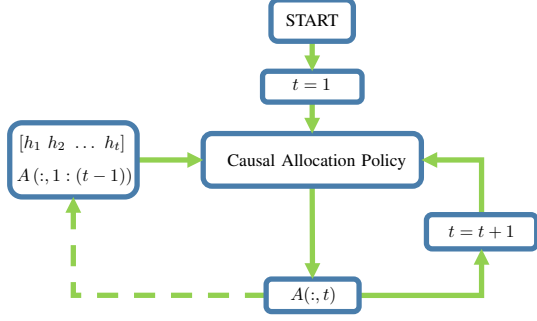 START
t = 1
[h₁ h₂ … hₜ]
A (:, 1 : (t − 1))
Causal Allocation Policy
t = t + 1
A(:, t)